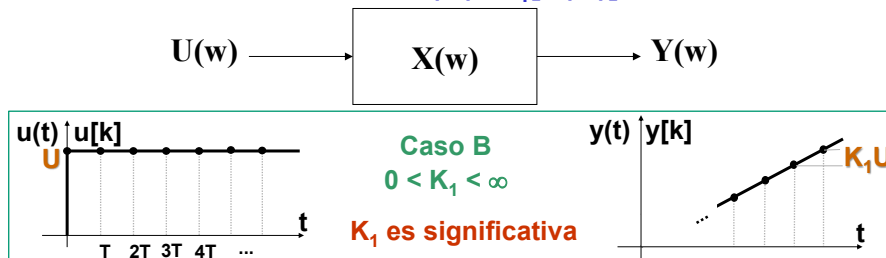 U(w)
X(w)
Y(w)
u(t) u[k]
U
t
T 2T 3T 4T ...
Caso B
0 < K₁ < ∞
K₁ es significativa
y(t) y[k]
K₁U
...
t